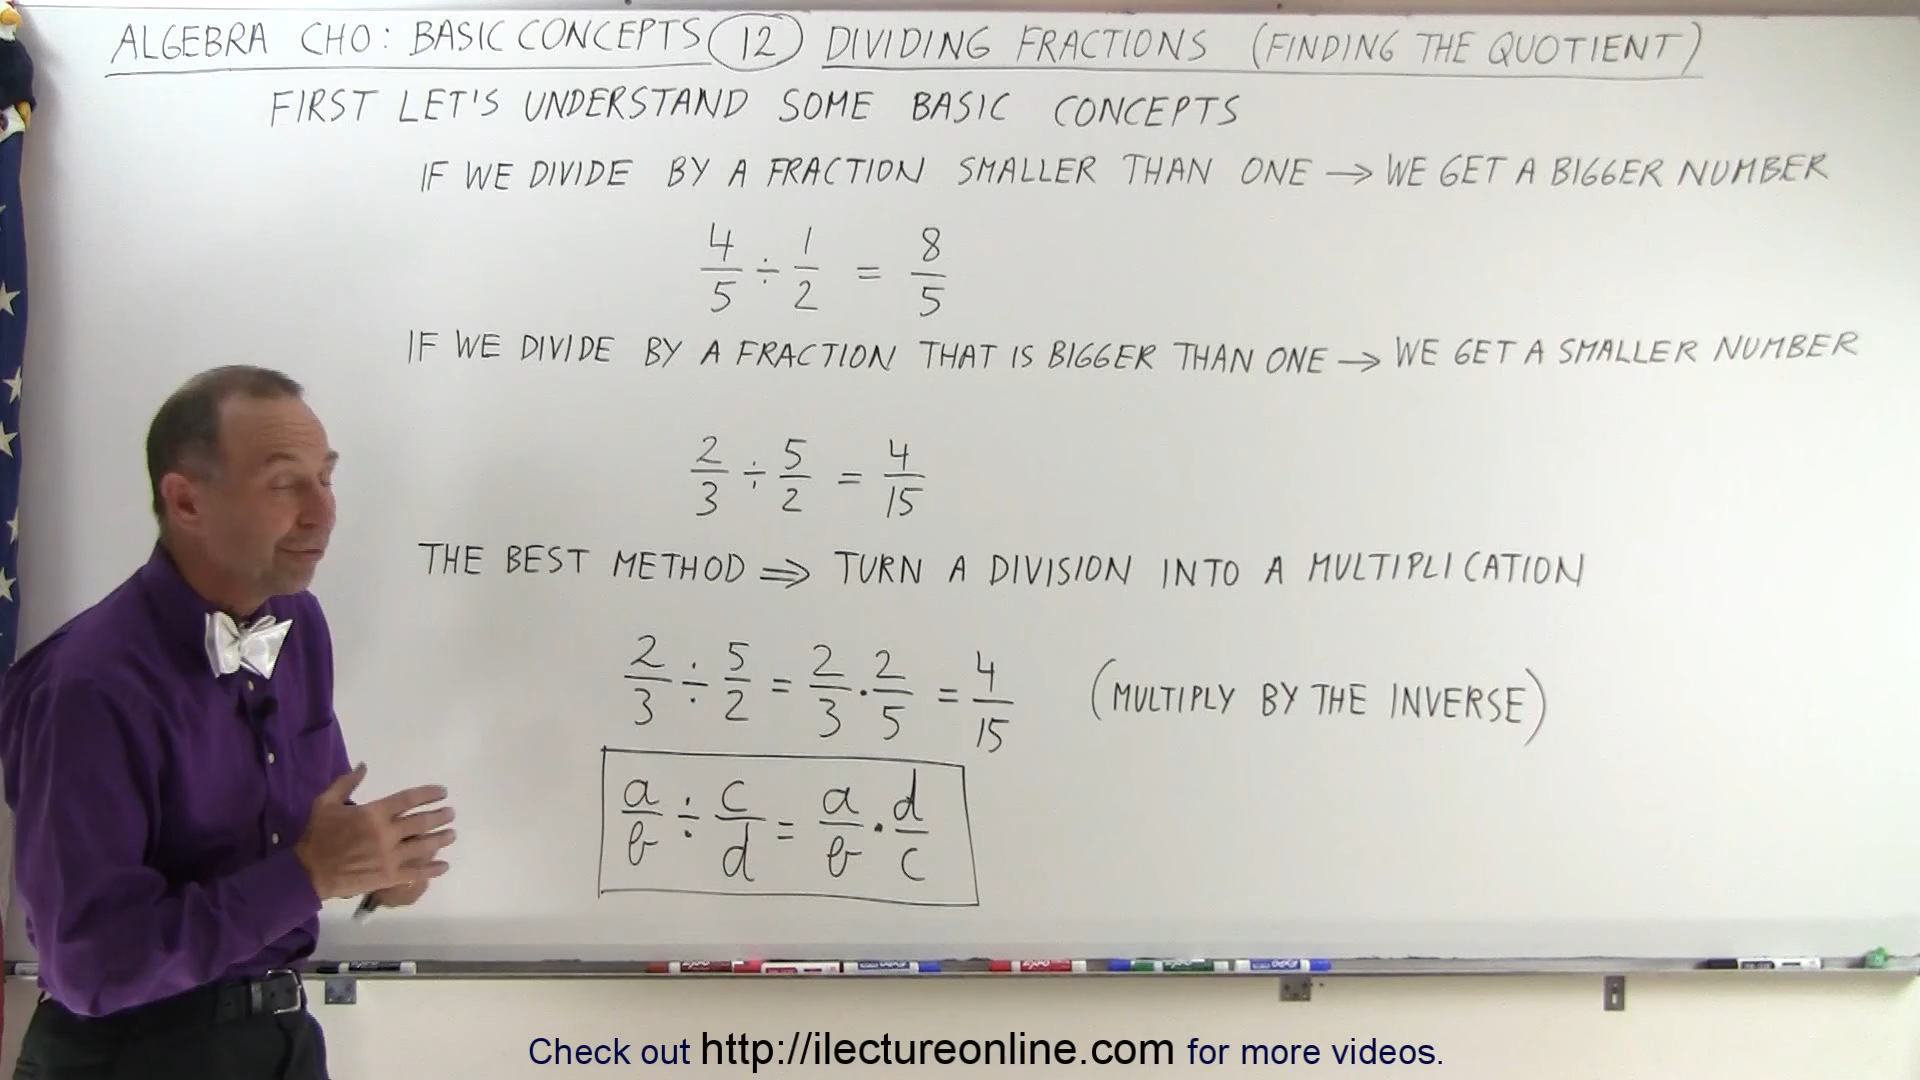 ALGEBRA CH0: BASIC CONCEPTS 12 DIVIDING FRACTIONS (FINDING THE QUOTIENT)
FIRST LET'S UNDERSTAND SOME BASIC CONCEPTS
IF WE DIVIDE BY A FRACTION SMALLER THAN ONE → WE GET A BIGGER NUMBER
4/5 ÷ 1/2 = 8/5
IF WE DIVIDE BY A FRACTION THAT IS BIGGER THAN ONE → WE GET A SMALLER NUMBER
2/3 ÷ 5/2 = 4/15
THE BEST METHOD ⇒ TURN A DIVISION INTO A MULTIPLICATION
2/3 ÷ 5/2 = 2/3 · 2/5 = 4/15 (MULTIPLY BY THE INVERSE)
a/b ÷ c/d = a/b · d/c
Check out http://ilectureonline.com for more videos.